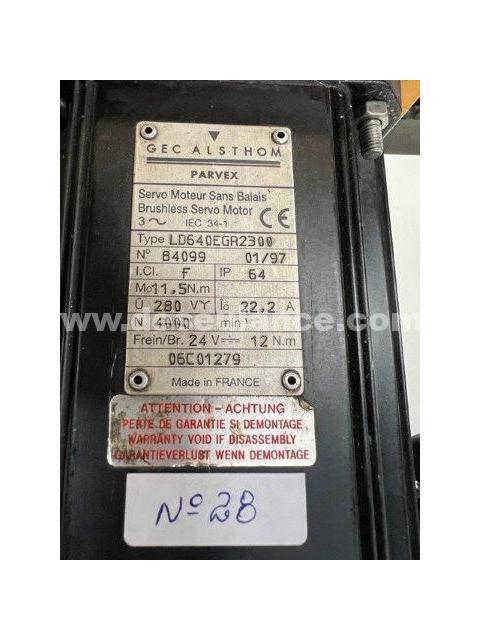 GEC ALSTHOM
PARVEX
Servo Moteur Sans Balais
Brushless Servo Motor CE
3~ IEC 34-1
Type LD640EGR2300
N° 84099 01/97
I.Cl. F IP 64
Mo 11.5 N.m
Û 280 VY Îo 22.2 A
N 4000 min⁻¹
Frein/Br. 24 V 12 N.m
06C01279
Made in FRANCE
ATTENTION - ACHTUNG
PERTE DE GARANTIE SI DEMONTAGE
WARRANTY VOID IF DISASSEMBLY
GARANTIEVERLUST WENN DEMONTAGE
N° 28